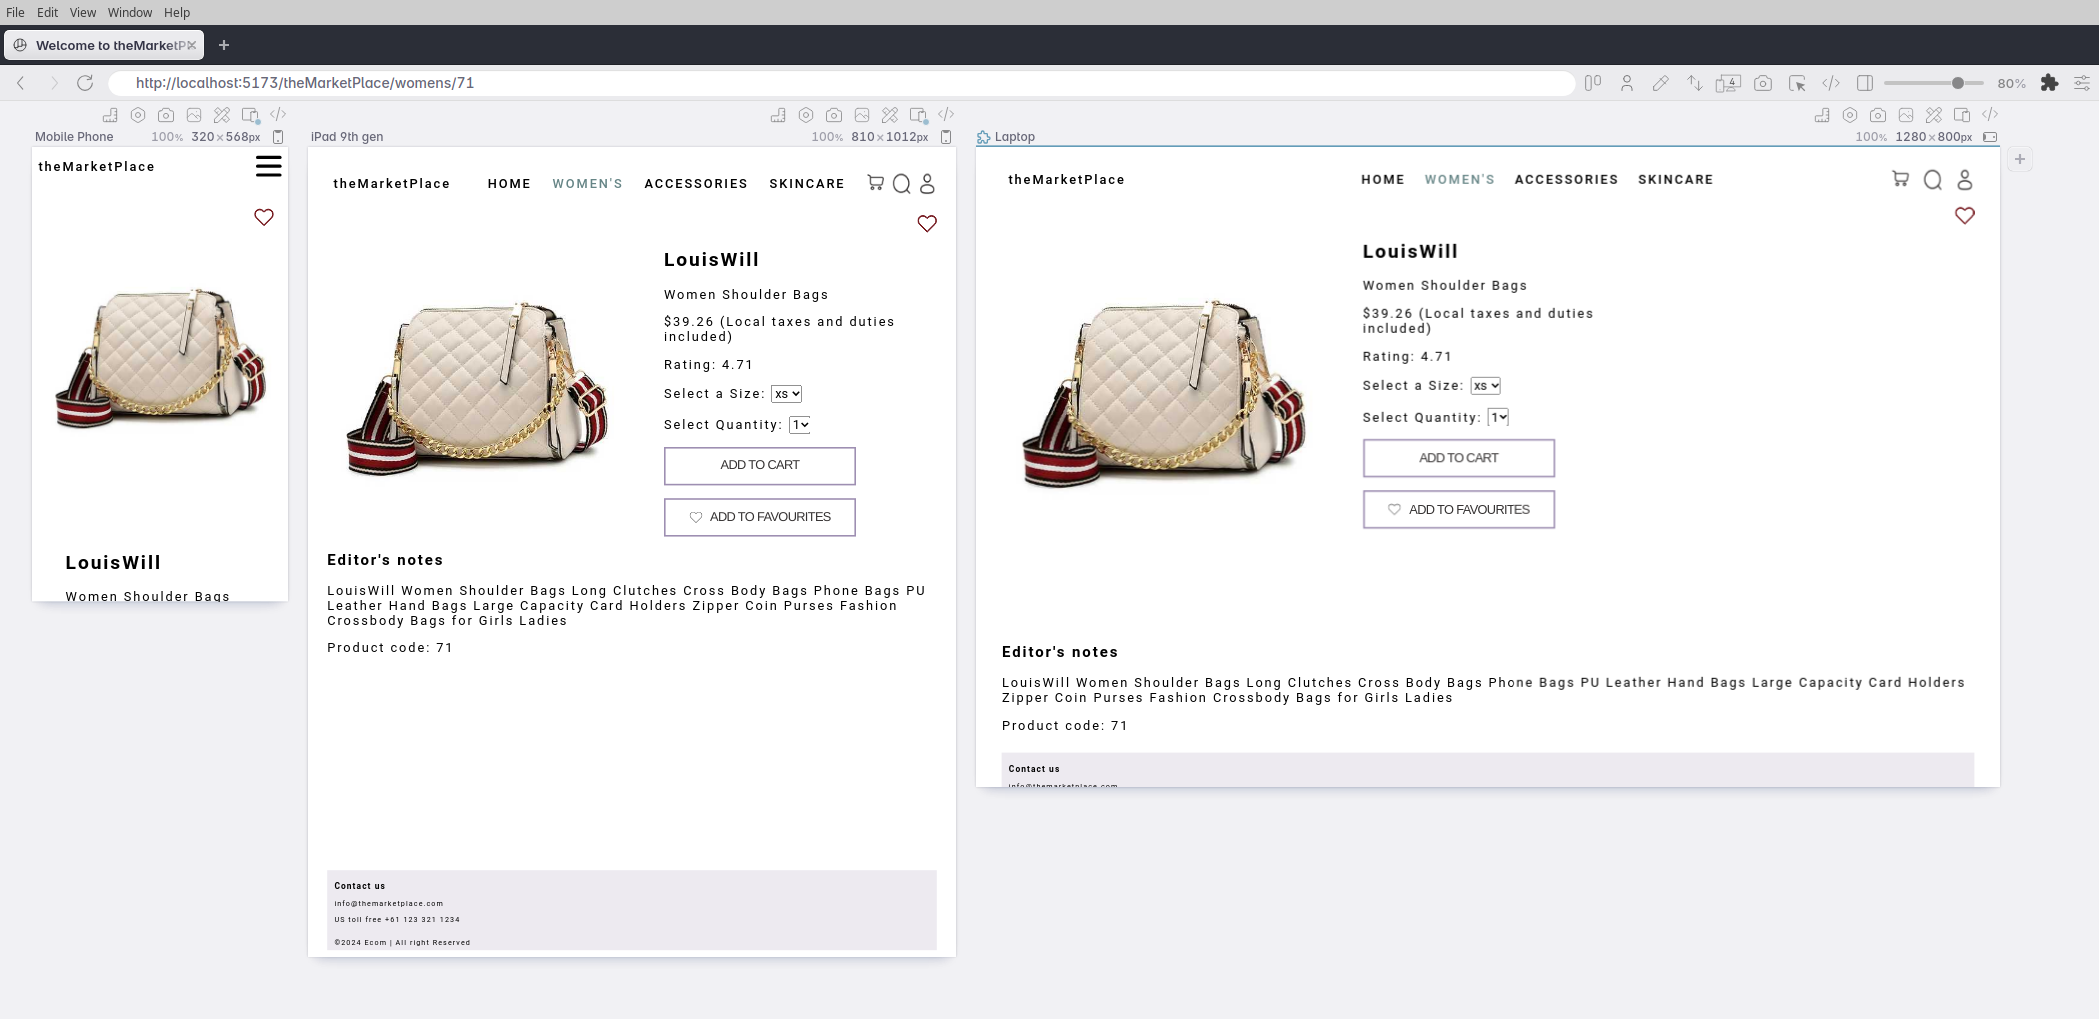 File Edit View Window Help
Welcome to theMarketPl
http://localhost:5173/theMarketPlace/womens/71
4
80%
Mobile Phone 100% 320×568px
theMarketPlace
LouisWill
Women Shoulder Bags
iPad 9th gen 100% 810×1012px
theMarketPlace HOME WOMEN'S ACCESSORIES SKINCARE
LouisWill
Women Shoulder Bags
$39.26 (Local taxes and duties
included)
Rating: 4.71
Select a Size: xs
Select Quantity: 1
ADD TO CART
ADD TO FAVOURITES
Editor's notes
LouisWill Women Shoulder Bags Long Clutches Cross Body Bags Phone Bags PU
Leather Hand Bags Large Capacity Card Holders Zipper Coin Purses Fashion
Crossbody Bags for Girls Ladies
Product code: 71
Contact us
info@themarketplace.com
US toll free +61 123 321 1234
©2024 Ecom | All right Reserved
Laptop 100% 1280×800px
theMarketPlace HOME WOMEN'S ACCESSORIES SKINCARE
LouisWill
Women Shoulder Bags
$39.26 (Local taxes and duties
included)
Rating: 4.71
Select a Size: xs
Select Quantity: 1
ADD TO CART
ADD TO FAVOURITES
Editor's notes
LouisWill Women Shoulder Bags Long Clutches Cross Body Bags Phone Bags PU Leather Hand Bags Large Capacity Card Holders
Zipper Coin Purses Fashion Crossbody Bags for Girls Ladies
Product code: 71
Contact us
info@themarketplace.com